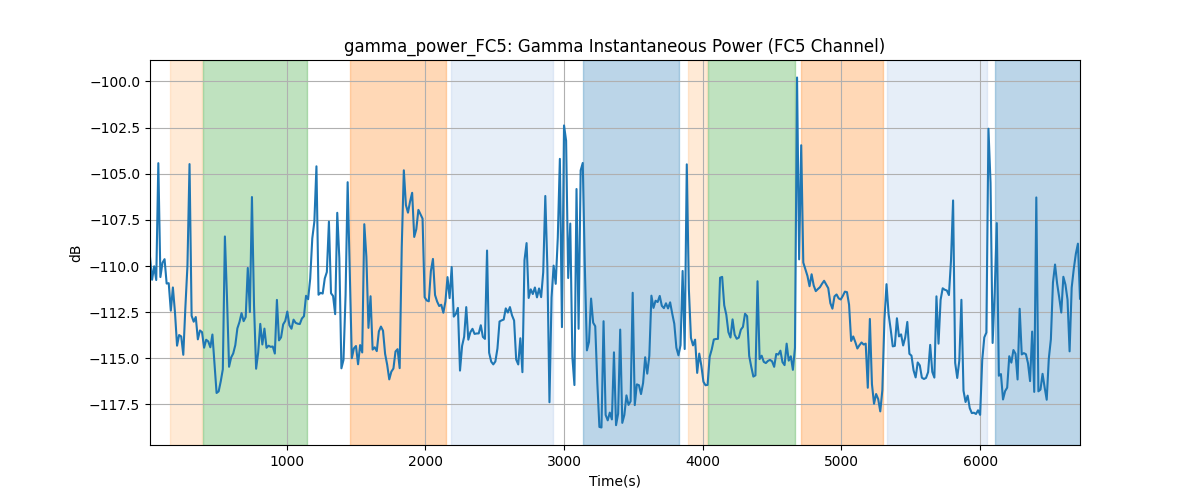 gamma_power_FC5: Gamma Instantaneous Power (FC5 Channel)
−100.0
−102.5
−105.0
−107.5
−110.0
−112.5
−115.0
−117.5
dB
1000 2000 3000 4000 5000 6000
Time(s)